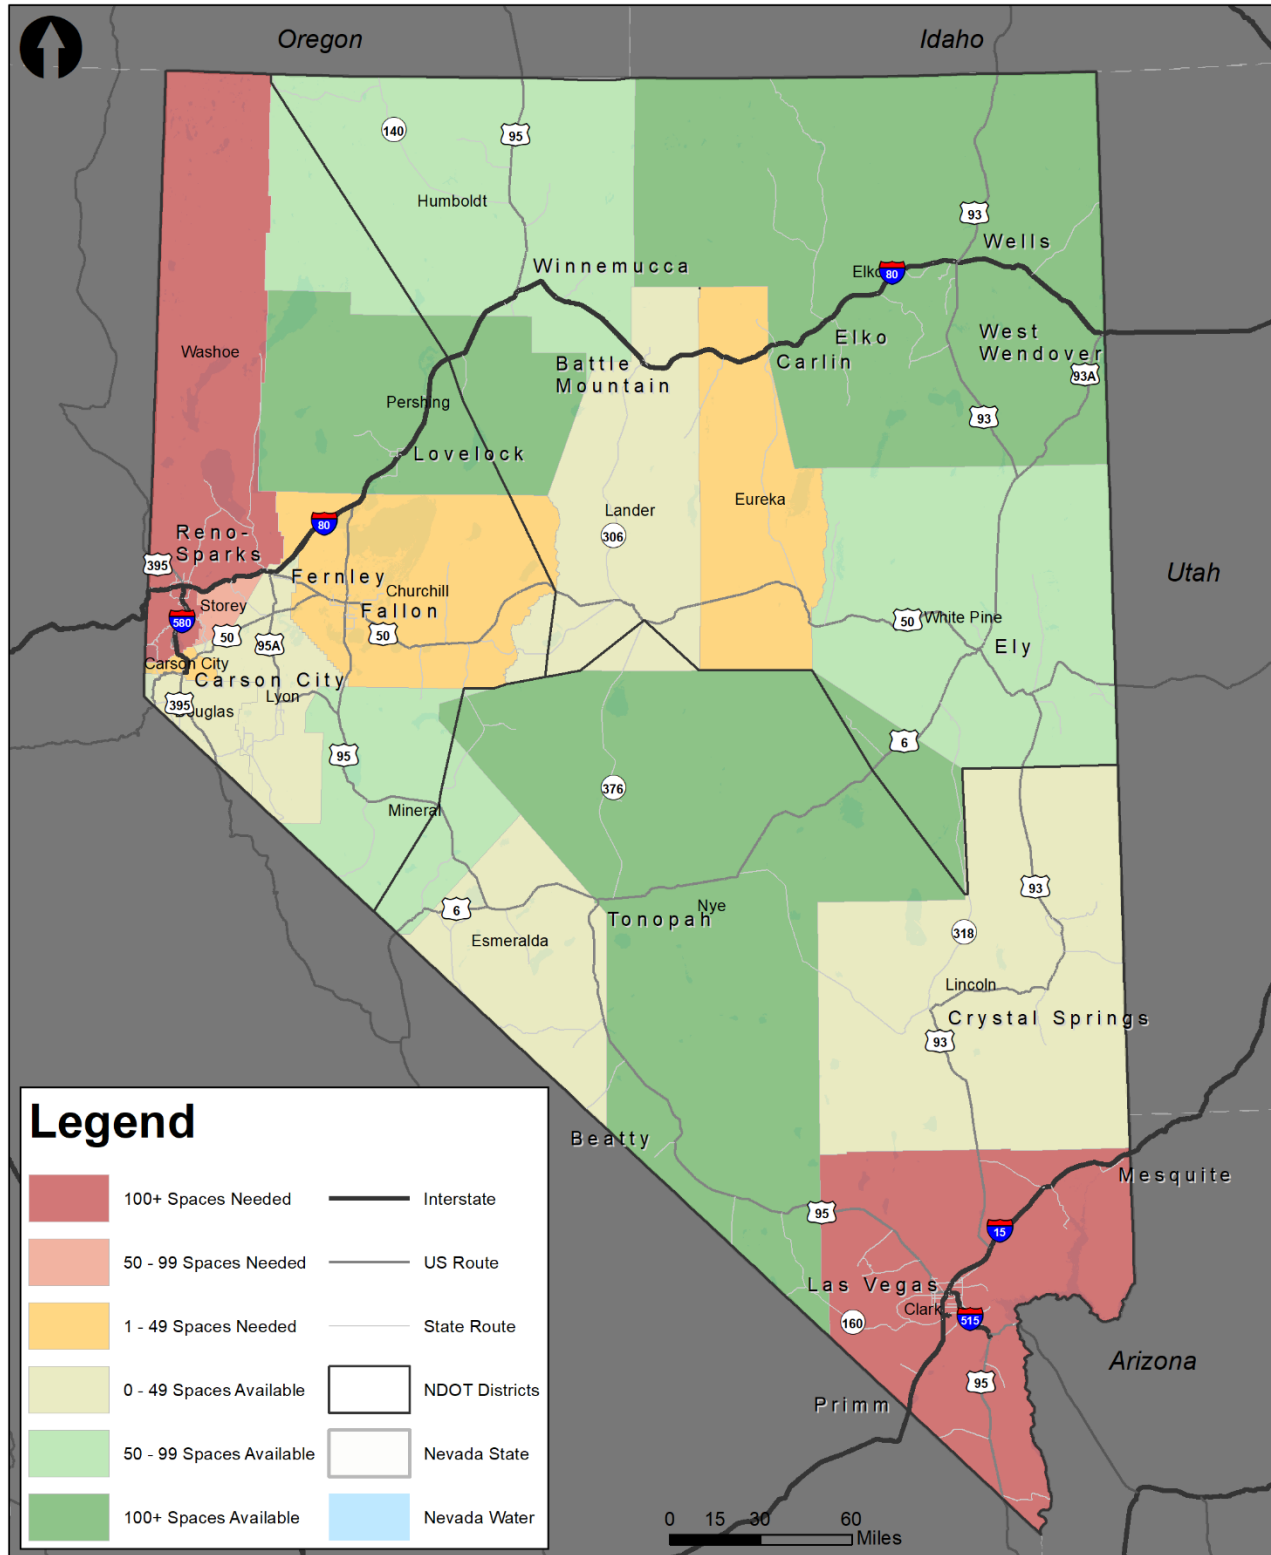 Oregon
Idaho
140
95
Humboldt
93
Wells
Winnemucca
Elko
80
Washoe
Elko
West
Wendover
Battle
Mountain
Carlin
93A
Pershing
93
Lovelock
Eureka
Lander
80
306
Reno-
Sparks
395
Utah
Fernley
Churchill
Storey
Fallon
580
50
50
50
White Pine
95A
Ely
Carson City
Carson City
Lyon
395
Douglas
6
95
376
Mineral
93
Nye
6
Tonopah
318
Esmeralda
Lincoln
Crystal Springs
93
Beatty
Mesquite
95
15
Las Vegas
Clark
160
515
Arizona
95
Primm
Legend
100+ Spaces Needed
Interstate
50 - 99 Spaces Needed
US Route
1 - 49 Spaces Needed
State Route
0 - 49 Spaces Available
NDOT Districts
50 - 99 Spaces Available
Nevada State
100+ Spaces Available
Nevada Water
0 15 30 60
Miles